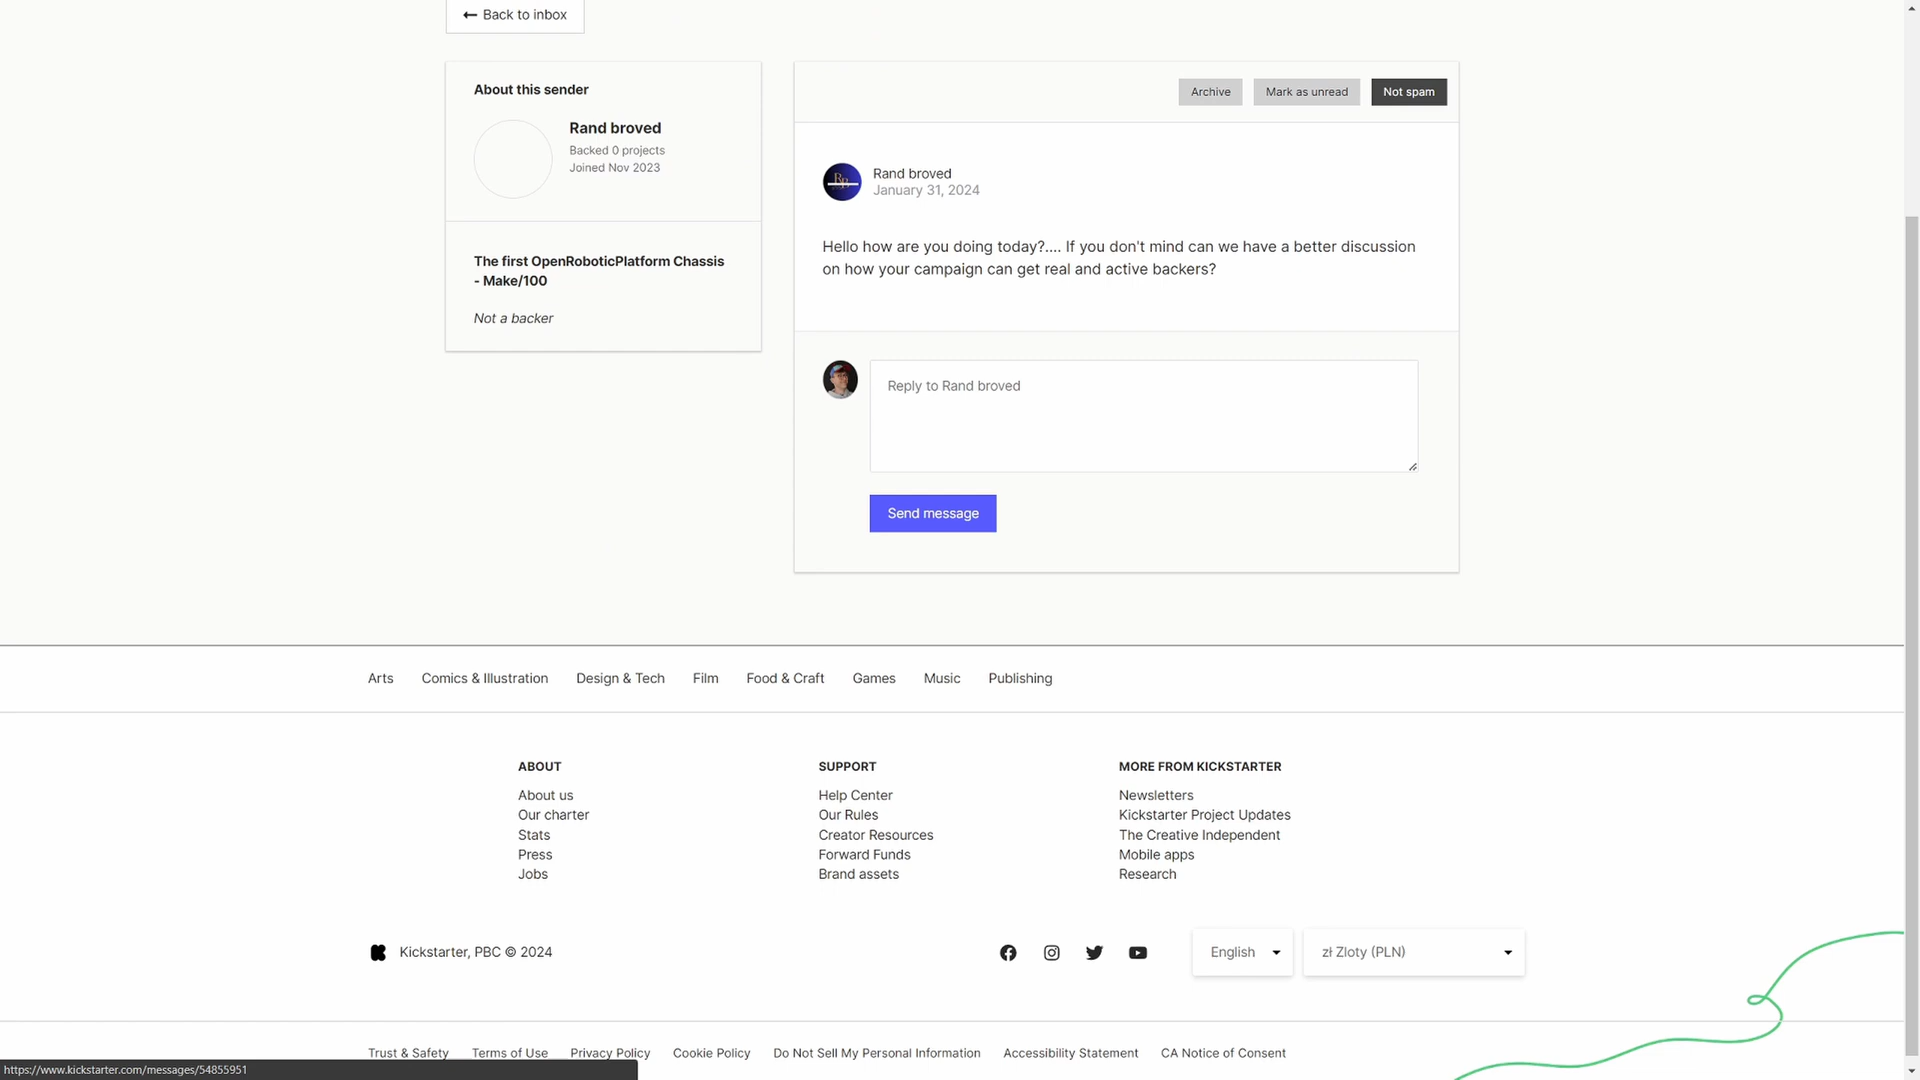 Back to inbox
About this sender
Rand broved
Backed 0 projects
Joined Nov 2023
The first OpenRoboticPlatform Chassis
- Make/100
Not a backer
Archive
Mark as unread
Not spam
Rand broved
January 31, 2024
Hello how are you doing today?.... If you don't mind can we have a better discussion
on how your campaign can get real and active backers?
Reply to Rand broved
Send message
Arts Comics & Illustration Design & Tech Film Food & Craft Games Music Publishing
ABOUT
About us
Our charter
Stats
Press
Jobs
SUPPORT
Help Center
Our Rules
Creator Resources
Forward Funds
Brand assets
MORE FROM KICKSTARTER
Newsletters
Kickstarter Project Updates
The Creative Independent
Mobile apps
Research
Kickstarter, PBC © 2024
English
zł Zloty (PLN)
Trust & Safety Terms of Use Privacy Policy Cookie Policy Do Not Sell My Personal Information Accessibility Statement CA Notice of Consent
https://www.kickstarter.com/messages/54855951